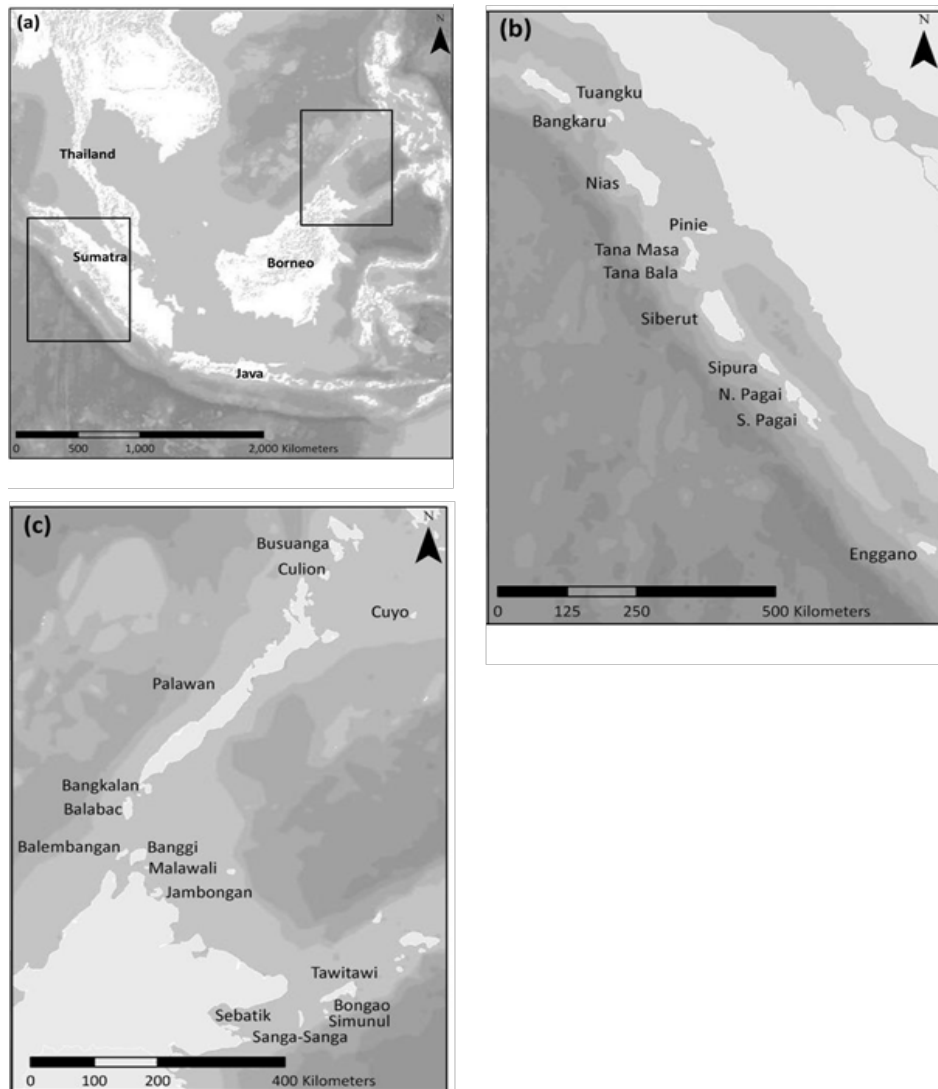 (a)
N
Thailand
Sumatra
Borneo
Java
0 500 1,000 2,000 Kilometers
(b)
N
Tuangku
Bangkaru
Nias
Pinie
Tana Masa
Tana Bala
Siberut
Sipura
N. Pagai
S. Pagai
Enggano
0 125 250 500 Kilometers
(c)
N
Busuanga
Culion
Cuyo
Palawan
Bangkalan
Balabac
Balembangan
Banggi
Malawali
Jambongan
Tawitawi
Bongao
Sebatik
Simunul
Sanga-Sanga
0 100 200 400 Kilometers